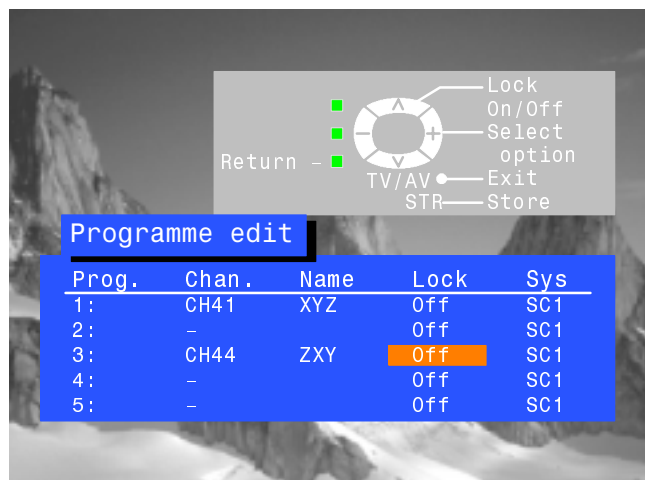 Lock
On/Off
Select
option
Return –
TV/AV
Exit
STR
Store
Programme edit
Prog. Chan. Name Lock Sys
1: CH41 XYZ Off SC1
2: – Off SC1
3: CH44 ZXY Off SC1
4: – Off SC1
5: – Off SC1